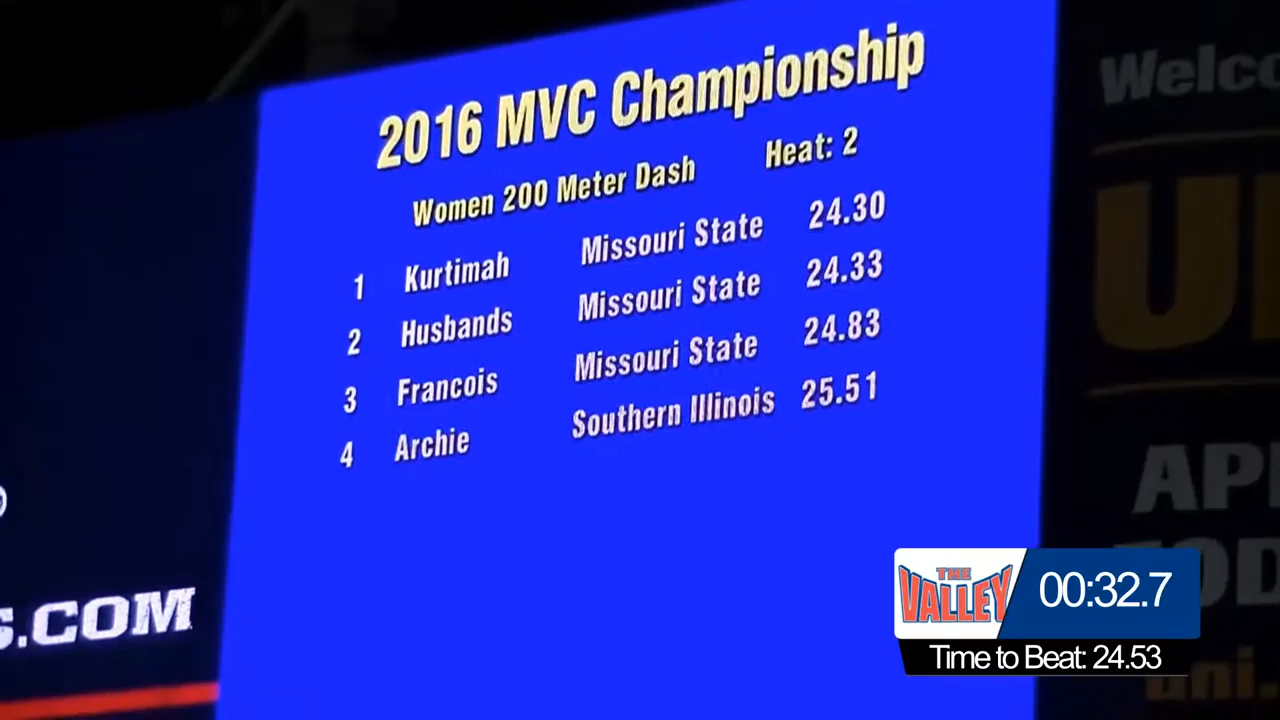 2016 MVC Championship
Women 200 Meter Dash Heat: 2
1 Kurtimah Missouri State 24.30
2 Husbands Missouri State 24.33
3 Francois Missouri State 24.83
4 Archie Southern Illinois 25.51
.COM
THE
VALLEY
00:32.7
Time to Beat: 24.53
uni.